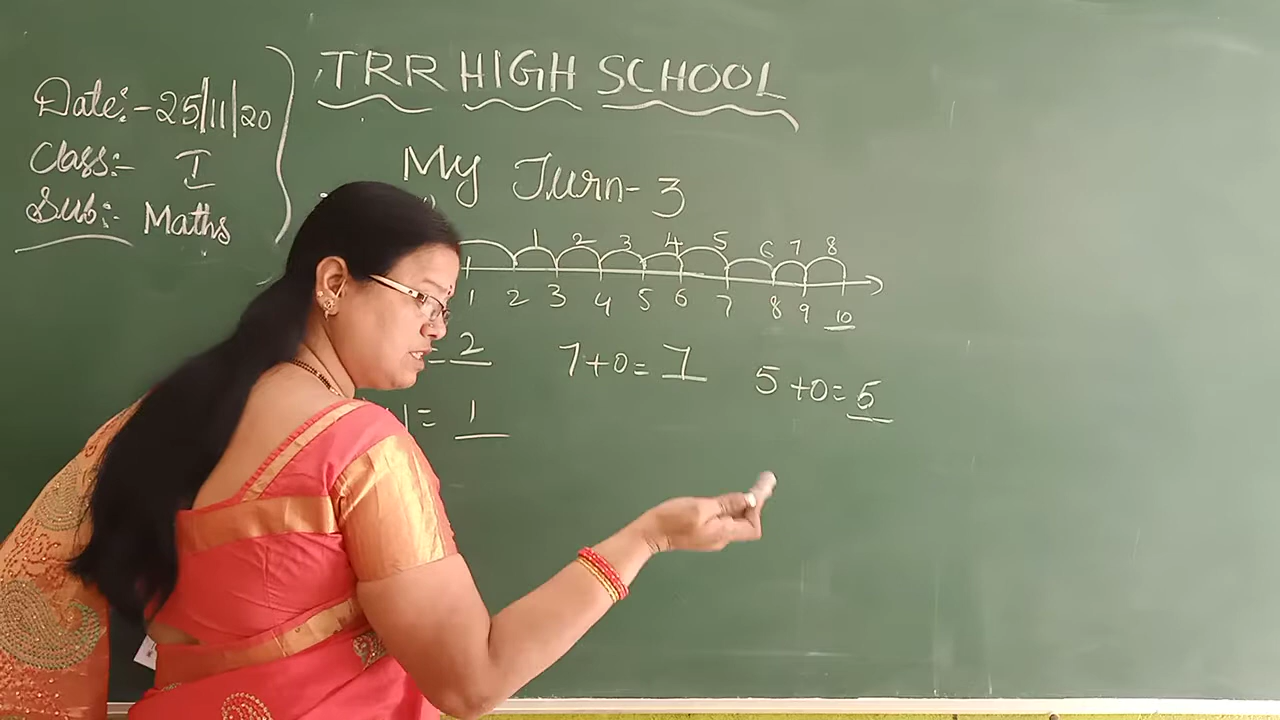 Date:- 25/11/20
Class:- I
Sub:- Maths
TRR HIGH SCHOOL
My Turn- 3
1 2 3 4 5 6 7 8
1 2 3 4 5 6 7 8 9 10
= 2 7+0= 7 5+0= 5
1= 1